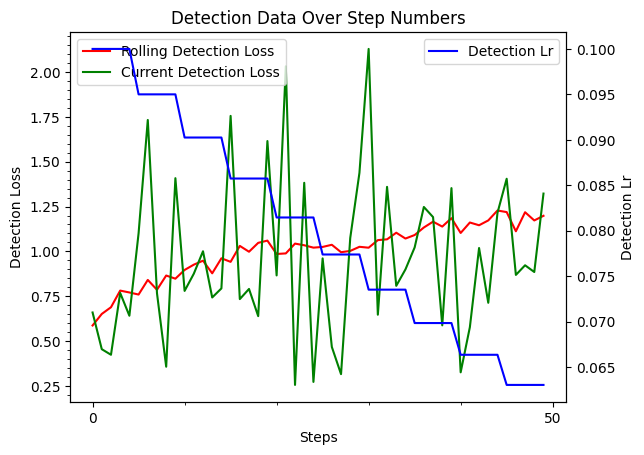 Detection Data Over Step Numbers
Rolling Detection Loss
Current Detection Loss
Detection Lr
2.00
1.75
1.50
1.25
1.00
0.75
0.50
0.25
Detection Loss
0.100
0.095
0.090
0.085
0.080
0.075
0.070
0.065
Detection Lr
0
50
Steps